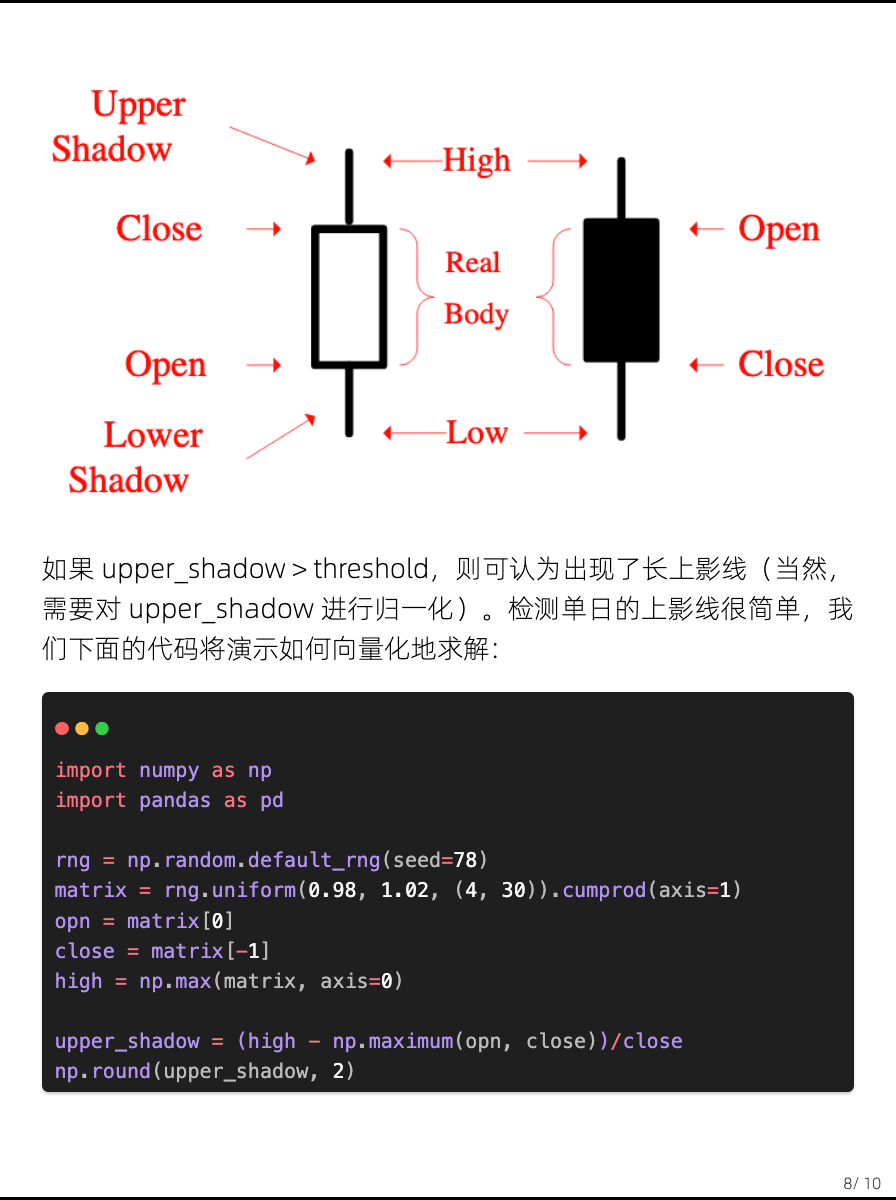 Upper
Shadow
High
Close
Open
Real
Body
Open
Close
Lower
Shadow
Low
如果 upper_shadow > threshold，则可认为出现了长上影线（当然，
需要对 upper_shadow 进行归一化）。检测单日的上影线很简单，我
们下面的代码将演示如何向量化地求解：
import numpy as np
import pandas as pd
rng = np.random.default_rng(seed=78)
matrix = rng.uniform(0.98, 1.02, (4, 30)).cumprod(axis=1)
opn = matrix[0]
close = matrix[-1]
high = np.max(matrix, axis=0)
upper_shadow = (high - np.maximum(opn, close))/close
np.round(upper_shadow, 2)
8/ 10